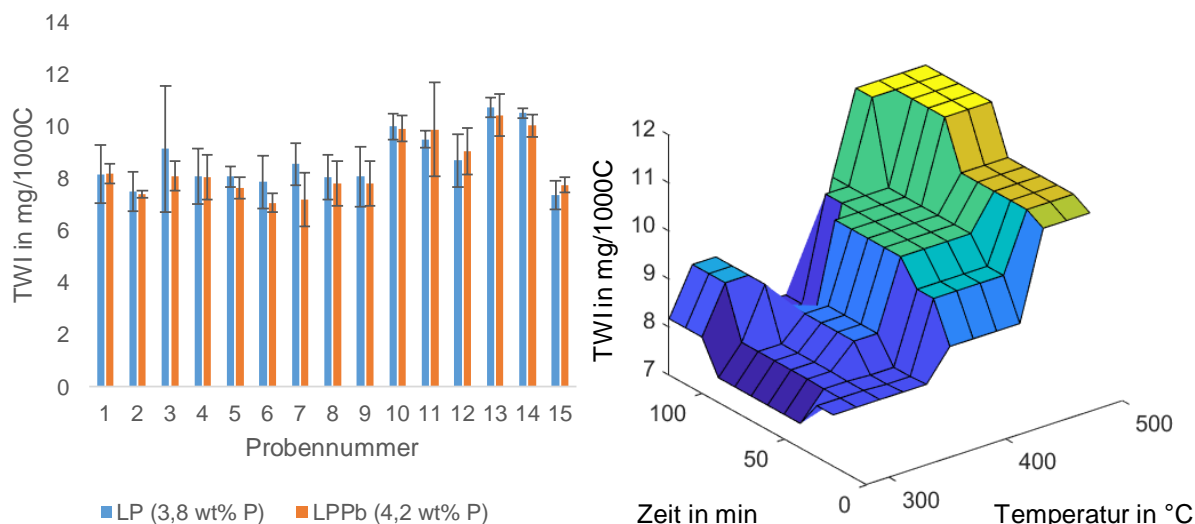 14
12
10
8
6
4
2
0
TWI in mg/1000C
1 2 3 4 5 6 7 8 9 10 11 12 13 14 15
Probennummer
LP (3,8 wt% P) LPPb (4,2 wt% P)
12
11
10
9
8
7
TWI in mg/1000C
100
50
0
Zeit in min
300
400
500
Temperatur in °C